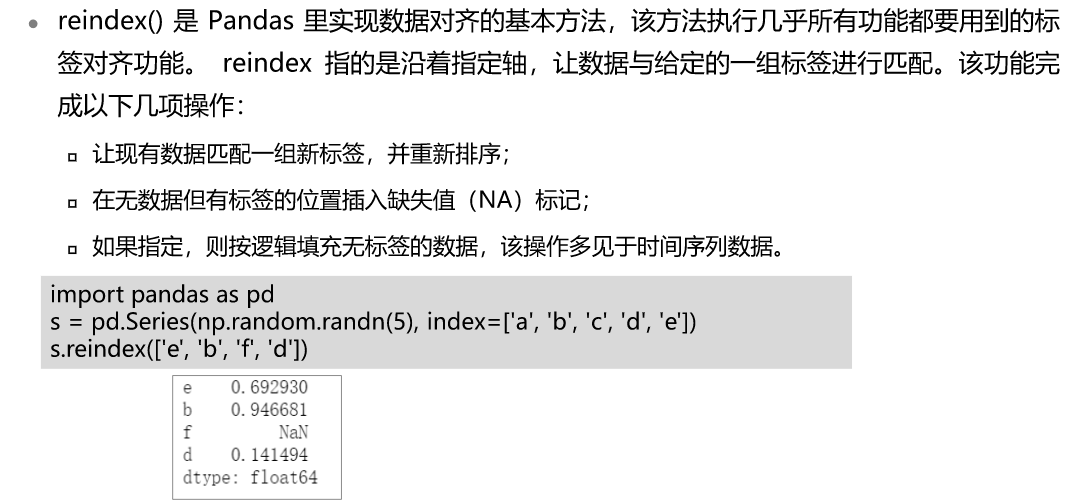 reindex() 是 Pandas 里实现数据对齐的基本方法，该方法执行几乎所有功能都要用到的标
签对齐功能。 reindex 指的是沿着指定轴，让数据与给定的一组标签进行匹配。该功能完
成以下几项操作：
让现有数据匹配一组新标签，并重新排序；
在无数据但有标签的位置插入缺失值（NA）标记；
如果指定，则按逻辑填充无标签的数据，该操作多见于时间序列数据。
import pandas as pd
s = pd.Series(np.random.randn(5), index=['a', 'b', 'c', 'd', 'e'])
s.reindex(['e', 'b', 'f', 'd'])
e    0.692930
b    0.946681
f         NaN
d    0.141494
dtype: float64